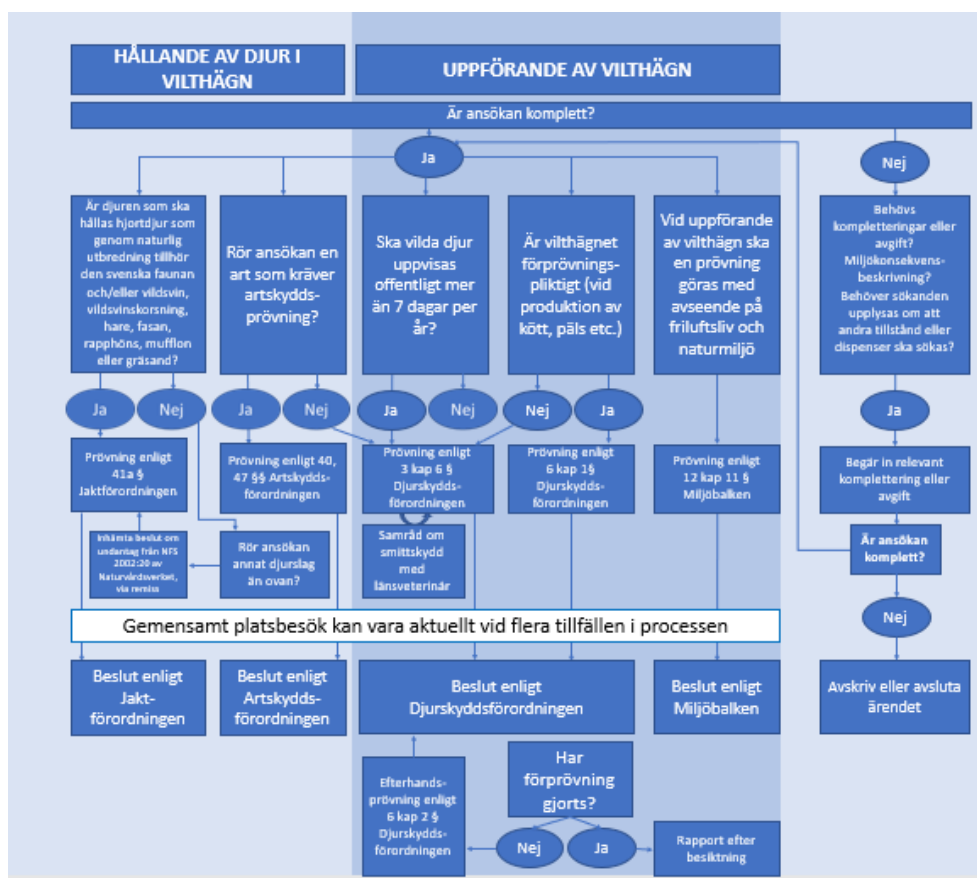 HÅLLANDE AV DJUR I
VILTHÄGN
UPPFÖRANDE AV VILTHÄGN
Är ansökan komplett?
Ja
Nej
Är djuren som ska
hållas hjortdjur som
genom naturlig
utbredning tillhör
den svenska faunan
och/eller vildsvin,
vildsvinskorsning,
hare, fasan,
rapphöns, mufflon
eller gräsand?
Rör ansökan en
art som kräver
artskydds-
prövning?
Ska vilda djur
uppvisas
offentligt mer
än 7 dagar per
år?
Är vilthägnet
förprövnings-
pliktigt (vid
produktion av
kött, päls etc.)
Vid uppförande
av vilthägn ska
en prövning
göras med
avseende på
friluftsliv och
naturmiljö
Behövs
kompletteringar eller
avgift?
Miljökonsekvens-
beskrivning?
Behöver sökanden
upplysas om att
andra tillstånd eller
dispenser ska sökas?
Ja
Nej
Ja
Nej
Ja
Nej
Nej
Ja
Ja
Prövning enligt
41a §
Jaktförordningen
Prövning enligt 40,
47 §§ Artskydds-
förordningen
Prövning enligt
3 kap 6 §
Djurskydds-
förordningen
Prövning enligt
6 kap 1§
Djurskydds-
förordningen
Prövning enligt
12 kap 11 §
Miljöbalken
Begär in relevant
komplettering eller
avgift
Inhämta beslut om
undantag från NFS
2002:20 av
Naturvårdsverket,
via remiss
Rör ansökan
annat djurslag
än ovan?
Samråd om
smittskydd
med
länsveterinär
Är ansökan
komplett?
Nej
Gemensamt platsbesök kan vara aktuellt vid flera tillfällen i processen
Beslut enligt
Jakt-
förordningen
Beslut enligt
Artskydds-
förordningen
Beslut enligt
Djurskyddsförordningen
Beslut enligt
Miljöbalken
Avskriv eller avsluta
ärendet
Efterhands-
prövning enligt
6 kap 2 §
Djurskydds-
förordningen
Har
förprövning
gjorts?
Nej
Ja
Rapport efter
besiktning